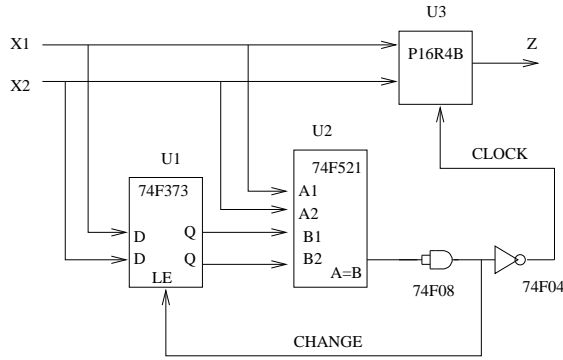 U3
X1
P16R4B
Z
X2
U2
CLOCK
U1
74F521
74F373
A1
A2
D
Q
B1
D
Q
B2
LE
A=B
74F08
74F04
CHANGE